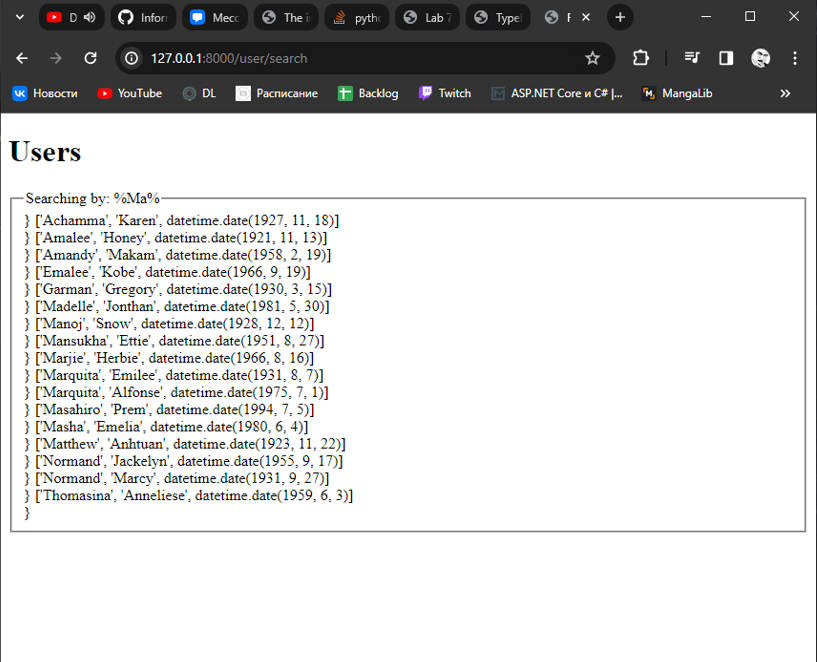 D
Inforr
Месс
The i
pytho
Lab 7
Typel
F
127.0.0.1:8000/user/search
Новости
YouTube
DL
Расписание
Backlog
Twitch
ASP.NET Core и C# |...
MangaLib
Users
Searching by: %Ma%
} ['Achamma', 'Karen', datetime.date(1927, 11, 18)]
} ['Amalee', 'Honey', datetime.date(1921, 11, 13)]
} ['Amandy', 'Makam', datetime.date(1958, 2, 19)]
} ['Emalee', 'Kobe', datetime.date(1966, 9, 19)]
} ['Garman', 'Gregory', datetime.date(1930, 3, 15)]
} ['Madelle', 'Jonthan', datetime.date(1981, 5, 30)]
} ['Manoj', 'Snow', datetime.date(1928, 12, 12)]
} ['Mansukha', 'Ettie', datetime.date(1951, 8, 27)]
} ['Marjie', 'Herbie', datetime.date(1966, 8, 16)]
} ['Marquita', 'Emilee', datetime.date(1931, 8, 7)]
} ['Marquita', 'Alfonse', datetime.date(1975, 7, 1)]
} ['Masahiro', 'Prem', datetime.date(1994, 7, 5)]
} ['Masha', 'Emelia', datetime.date(1980, 6, 4)]
} ['Matthew', 'Anhtuan', datetime.date(1923, 11, 22)]
} ['Normand', 'Jackelyn', datetime.date(1955, 9, 17)]
} ['Normand', 'Marcy', datetime.date(1931, 9, 27)]
} ['Thomasina', 'Anneliese', datetime.date(1959, 6, 3)]
}